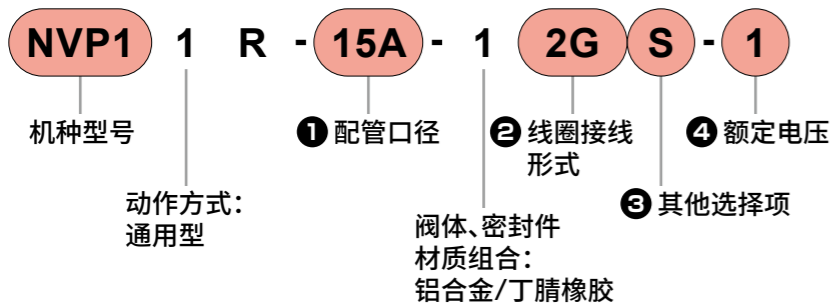 NVP1 1 R - 15A - 1 2G S - 1
机种型号
❶ 配管口径
❷ 线圈接线
形式
❹ 额定电压
动作方式：
通用型
❸ 其他选择项
阀体、密封件
材质组合：
铝合金/丁腈橡胶